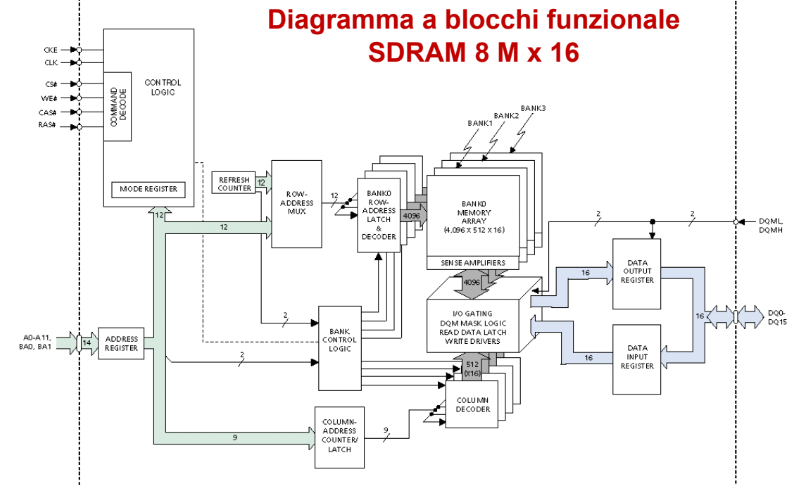 Diagramma a blocchi funzionale
SDRAM 8 M x 16
CKE
CLK
CS#
WE#
CAS#
RAS#
COMMAND
DECODE
CONTROL
LOGIC
MODE REGISTER
12
REFRESH
COUNTER
12
12
ROW-
ADDRESS
MUX
12
BANK0
ROW-
ADDRESS
LATCH
&
DECODER
4096
BANK1
BANK2
BANK3
BANK0
MEMORY
ARRAY
(4,096 x 512 x 16)
SENSE AMPLIFIERS
4096
I/O GATING
DQM MASK LOGIC
READ DATA LATCH
WRITE DRIVERS
512
(x16)
COLUMN
DECODER
2
2
DQML,
DQMH
16
DATA
OUTPUT
REGISTER
16
DQ0-
DQ15
16
DATA
INPUT
REGISTER
A0-A11,
BA0, BA1
14
ADDRESS
REGISTER
2
2
BANK
CONTROL
LOGIC
9
COLUMN-
ADDRESS
COUNTER/
LATCH
9